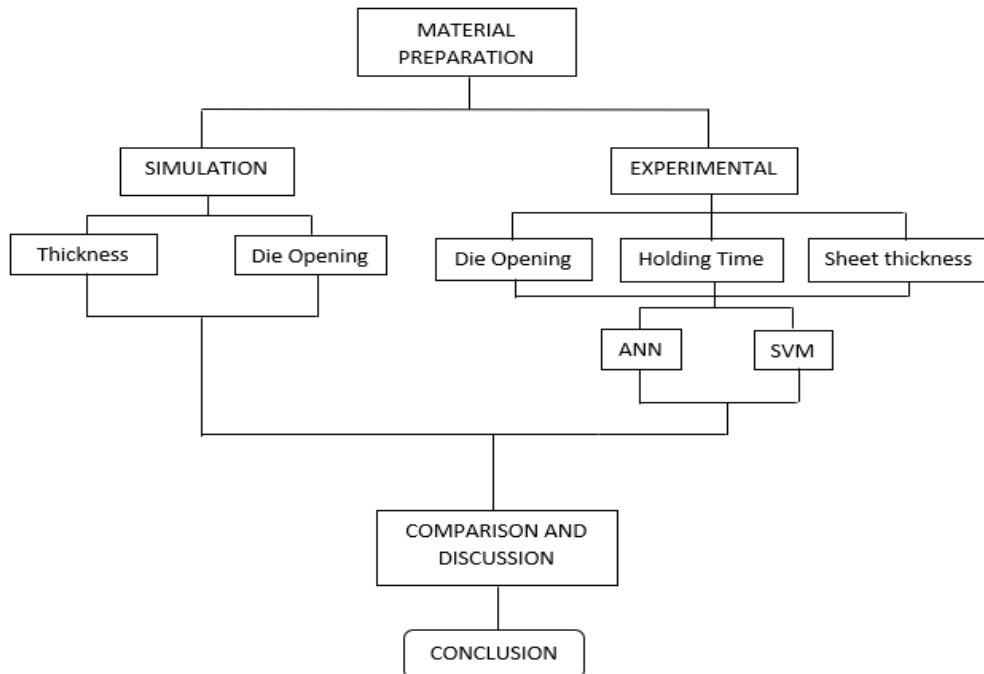 MATERIAL
PREPARATION
SIMULATION
EXPERIMENTAL
Thickness
Die Opening
Die Opening
Holding Time
Sheet thickness
ANN
SVM
COMPARISON AND
DISCUSSION
CONCLUSION